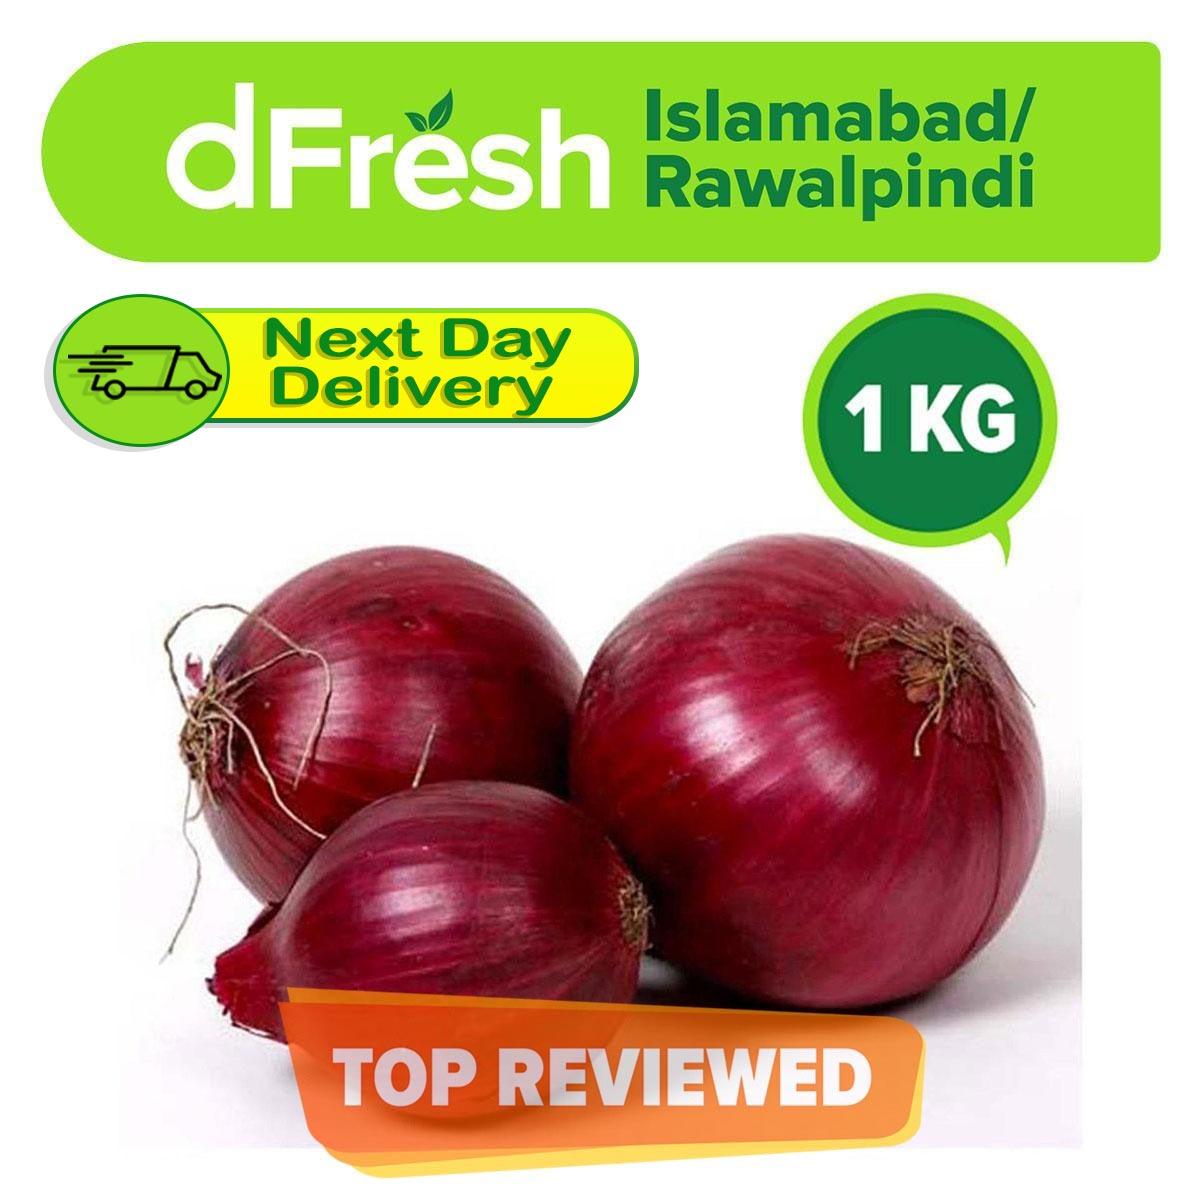 dFresh
Islamabad/
Rawalpindi
Next Day
Delivery
1 KG
TOP REVIEWED